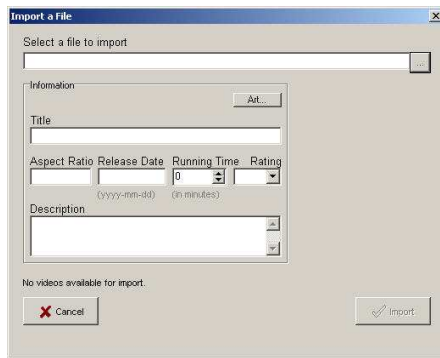 Import a File
Select a file to import
...
Information
Art...
Title
Aspect Ratio Release Date Running Time Rating
0
(yyyy-mm-dd) (in minutes)
Description
No videos available for import.
Cancel Import